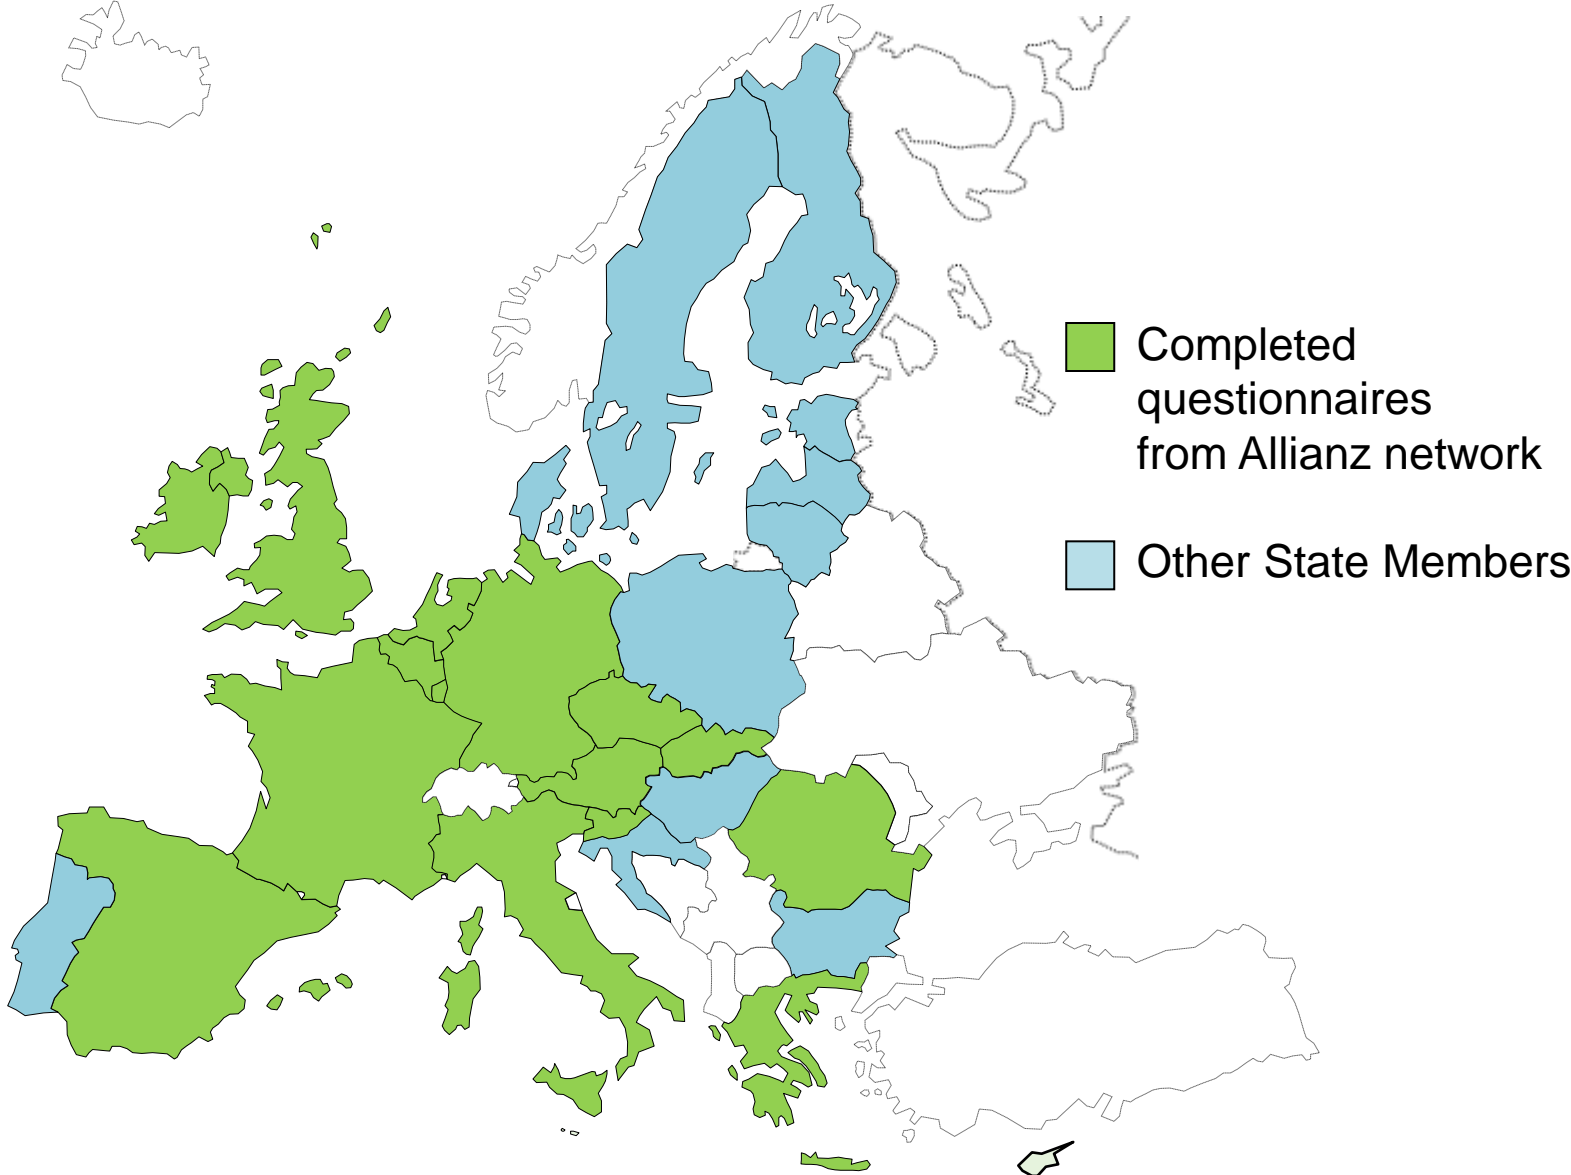 Completed
questionnaires
from Allianz network
Other State Members